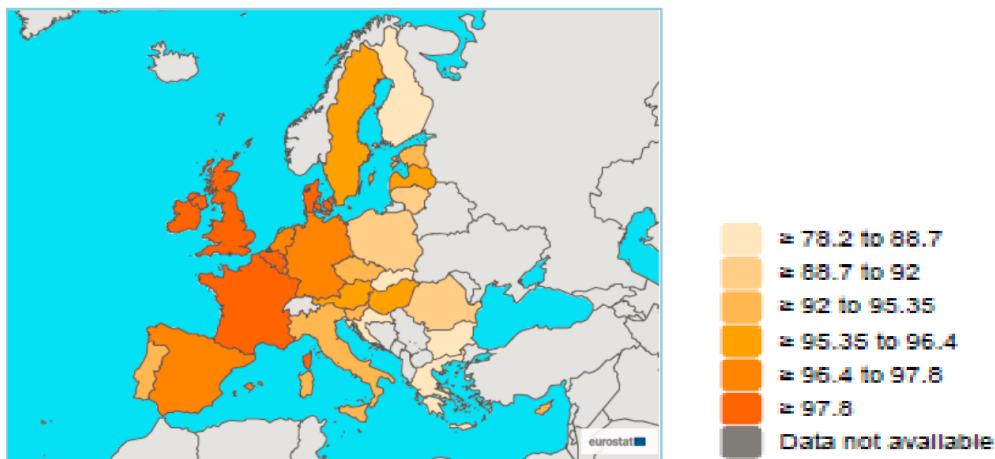 ≥ 78.2 to 88.7
≥ 88.7 to 92
≥ 92 to 95.35
≥ 95.35 to 96.4
≥ 96.4 to 97.8
≥ 97.8
Data not available
eurostat